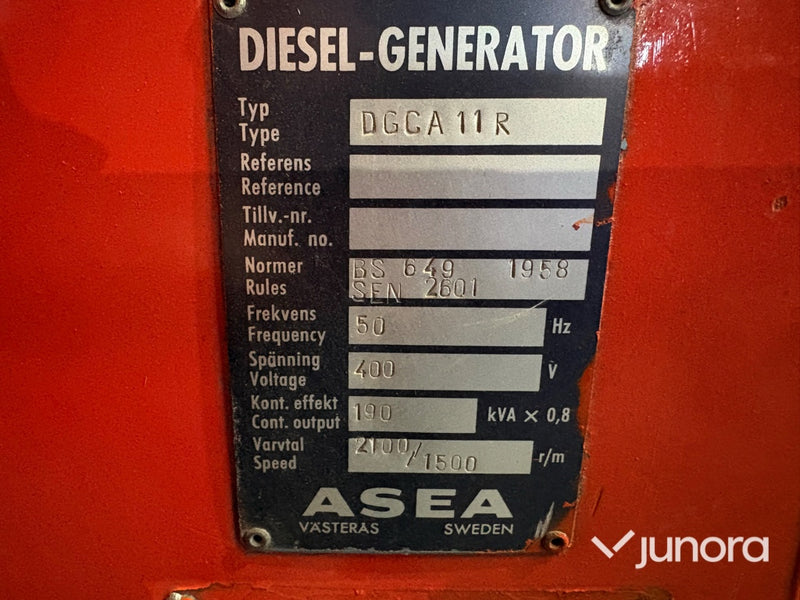 DIESEL-GENERATOR
Typ
Type
DGCA 11 R
Referens
Reference
Tillv.-nr.
Manuf. no.
Normer
Rules
BS 649 1958
SEN 2601
Frekvens
Frequency
50 Hz
Spänning
Voltage
400 V
Kont. effekt
Cont. output
190 kVA × 0,8
Varvtal
Speed
2100/1500 r/m
ASEA
VÄSTERÅS SWEDEN
junora